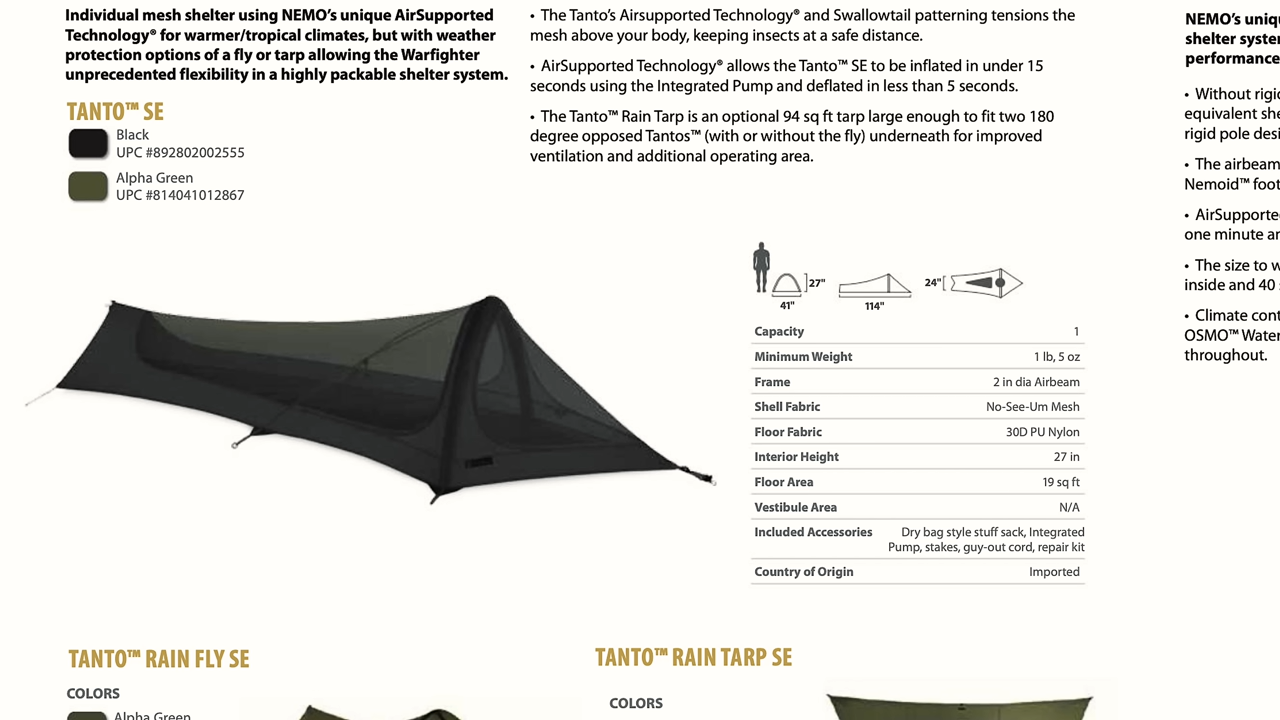 Individual mesh shelter using NEMO’s unique AirSupported
Technology® for warmer/tropical climates, but with weather
protection options of a fly or tarp allowing the Warfighter
unprecedented flexibility in a highly packable shelter system.
TANTO™ SE
Black
UPC #892802002555
Alpha Green
UPC #814041012867
• The Tanto’s Airsupported Technology® and Swallowtail patterning tensions the
mesh above your body, keeping insects at a safe distance.
• AirSupported Technology® allows the Tanto™ SE to be inflated in under 15
seconds using the Integrated Pump and deflated in less than 5 seconds.
• The Tanto™ Rain Tarp is an optional 94 sq ft tarp large enough to fit two 180
degree opposed Tantos™ (with or without the fly) underneath for improved
ventilation and additional operating area.
27"
41"
114"
24"
Capacity 1
Minimum Weight 1 lb, 5 oz
Frame 2 in dia Airbeam
Shell Fabric No-See-Um Mesh
Floor Fabric 30D PU Nylon
Interior Height 27 in
Floor Area 19 sq ft
Vestibule Area N/A
Included Accessories Dry bag style stuff sack, Integrated
Pump, stakes, guy-out cord, repair kit
Country of Origin Imported
NEMO’s uniq
shelter system
performance
• Without rigid
equivalent she
rigid pole desi
• The airbeam
Nemoid™ foot
• AirSupported
one minute an
• The size to w
inside and 40 s
• Climate cont
OSMO™ Water
throughout.
TANTO™ RAIN FLY SE
COLORS
Alpha Green
TANTO™ RAIN TARP SE
COLORS